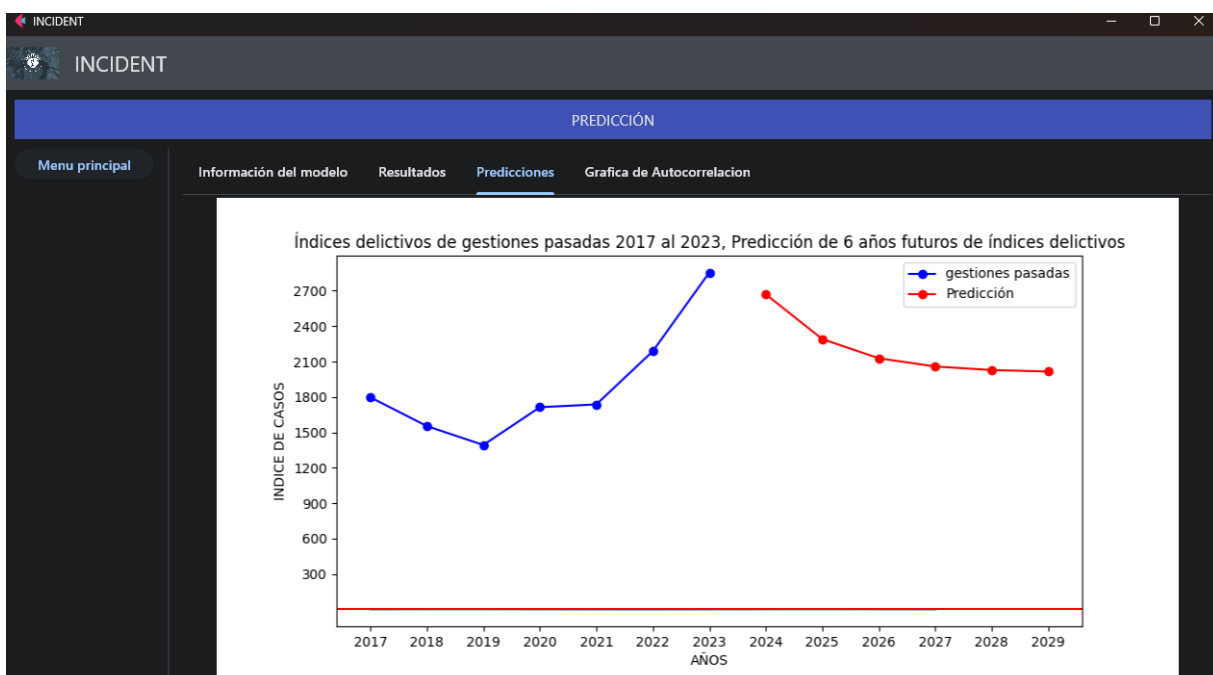 INCIDENT
INCIDENT
PREDICCIÓN
Menu principal
Información del modelo Resultados Predicciones Grafica de Autocorrelacion
Índices delictivos de gestiones pasadas 2017 al 2023, Predicción de 6 años futuros de índices delictivos
gestiones pasadas
Predicción
2700
2400
2100
1800
1500
1200
900
600
300
INDICE DE CASOS
2017 2018 2019 2020 2021 2022 2023 2024 2025 2026 2027 2028 2029
AÑOS